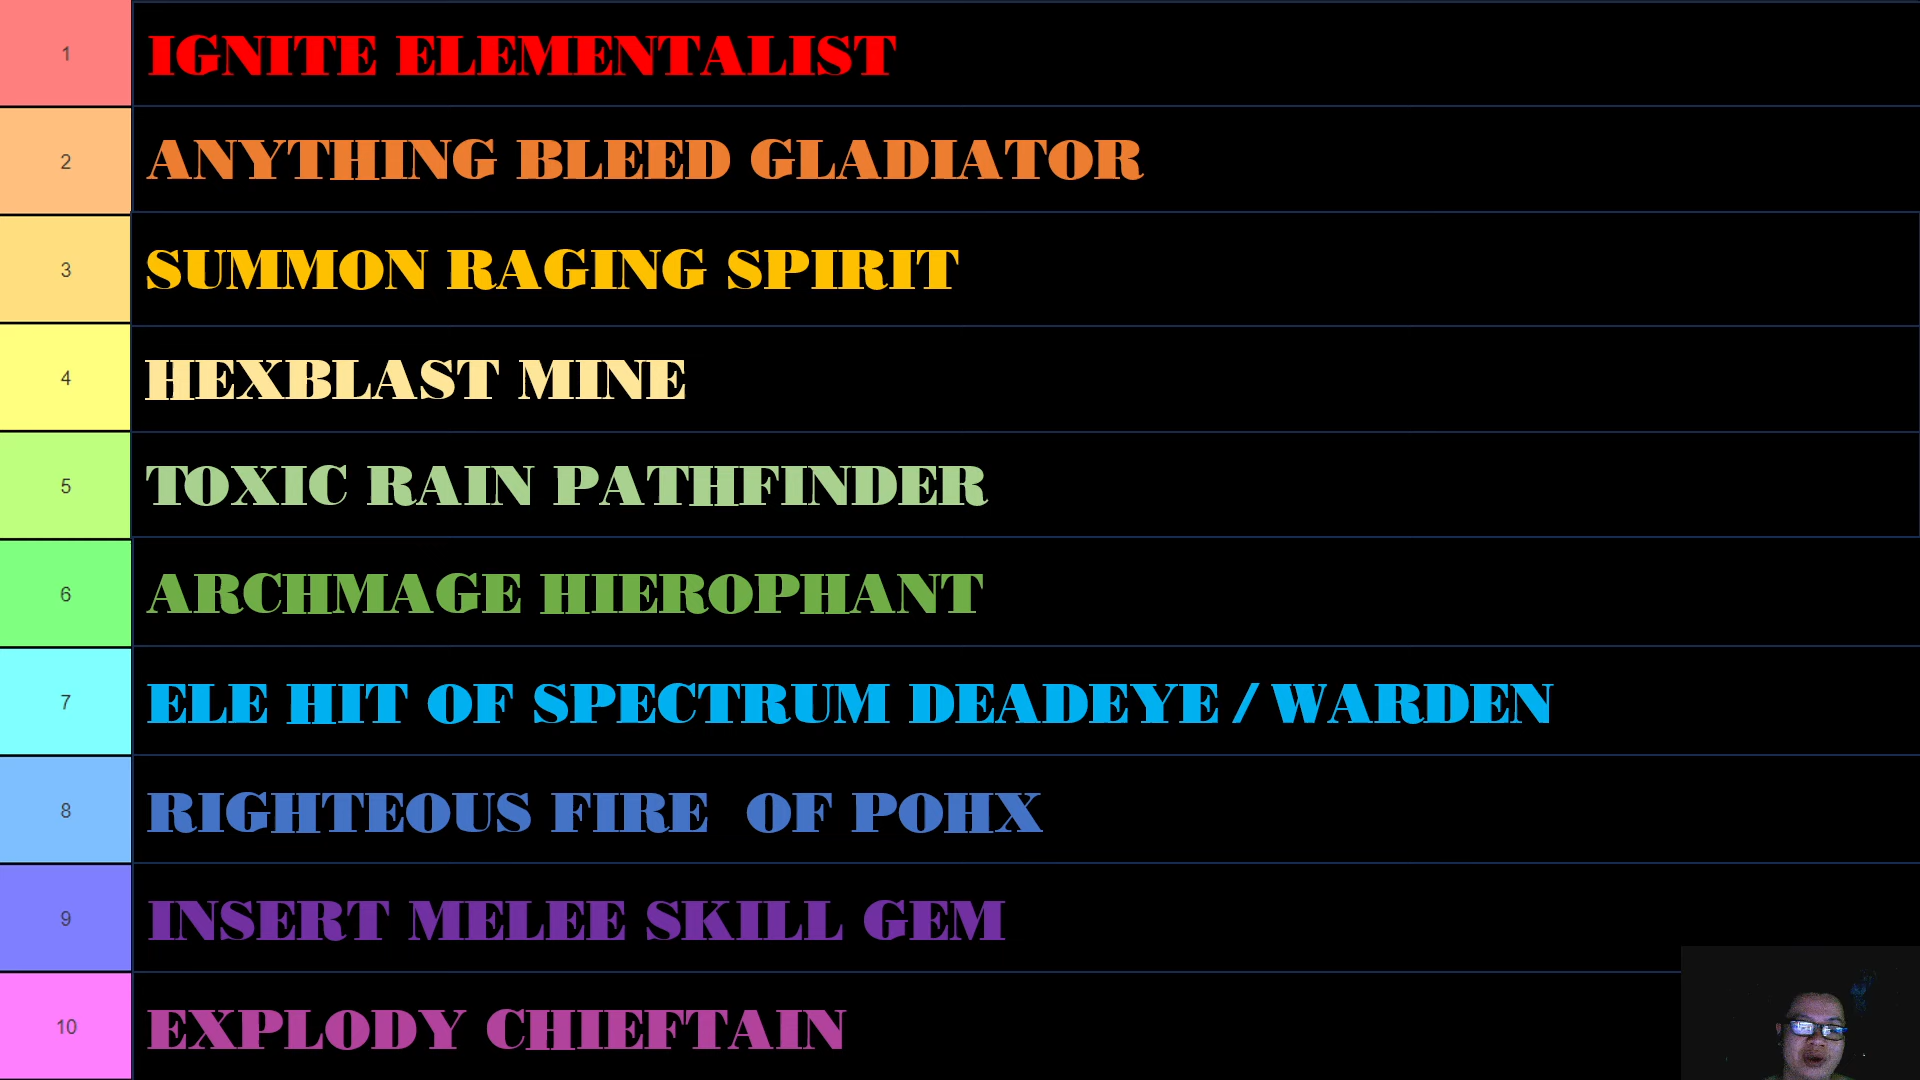 1 IGNITE ELEMENTALIST
2 ANYTHING BLEED GLADIATOR
3 SUMMON RAGING SPIRIT
4 HEXBLAST MINE
5 TOXIC RAIN PATHFINDER
6 ARCHMAGE HIEROPHANT
7 ELE HIT OF SPECTRUM DEADEYE / WARDEN
8 RIGHTEOUS FIRE OF POHX
9 INSERT MELEE SKILL GEM
10 EXPLODY CHIEFTAIN